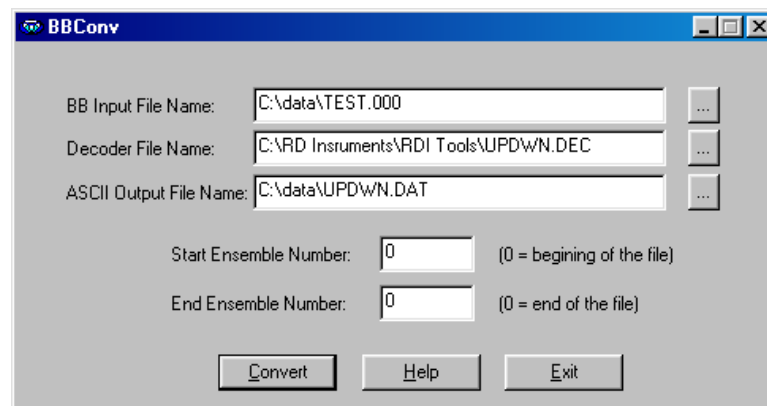 BBConv
BB Input File Name: C:\data\TEST.000 ...
Decoder File Name: C:\RD Insruments\RDI Tools\UPDWN.DEC ...
ASCII Output File Name: C:\data\UPDWN.DAT ...
Start Ensemble Number: 0 (0 = begining of the file)
End Ensemble Number: 0 (0 = end of the file)
Convert Help Exit